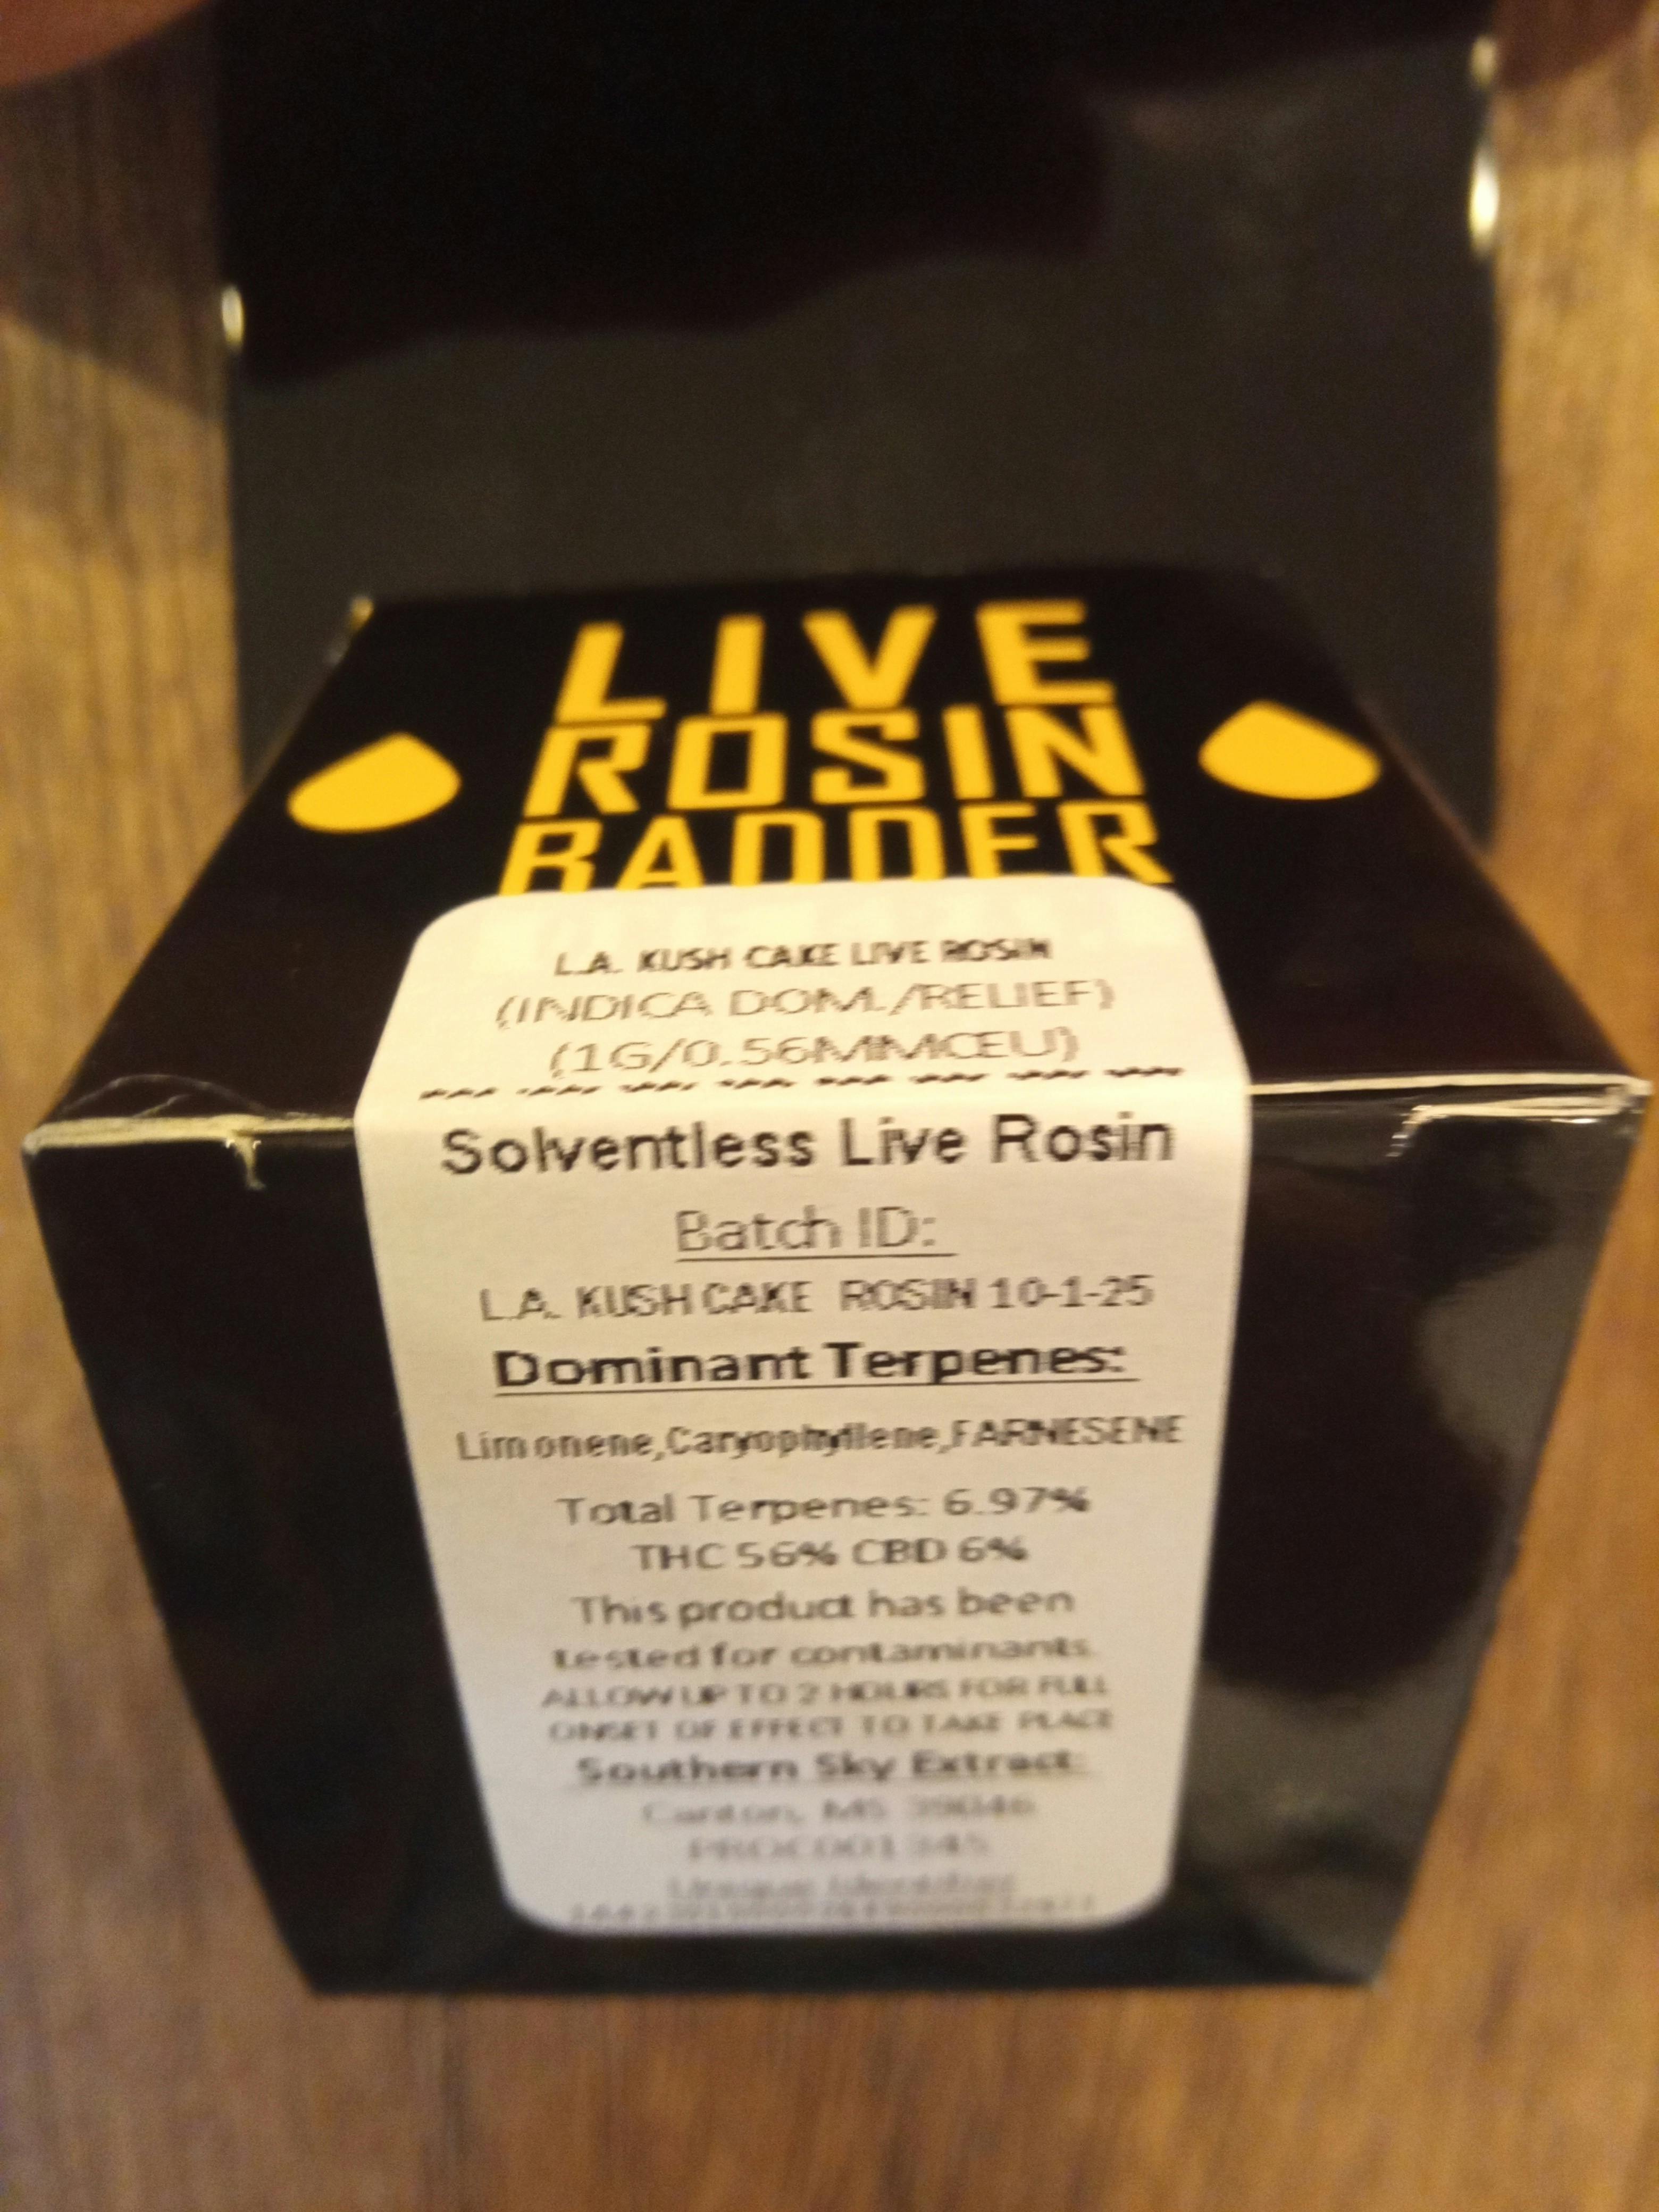 LIVE
ROSIN
BADDER
L.A. KUSH CAKE LIVE ROSIN
(INDICA DOM./RELIEF)
(1G/0.56MMCEU)
Solventless Live Rosin
Batch ID:
L.A. KUSH CAKE ROSIN 10-1-25
Dominant Terpenes:
Limonene,Caryophyllene,FARNESENE
Total Terpenes: 6.97%
THC 56% CBD 6%
This product has been
tested for contaminants.
ALLOW UP TO 2 HOURS FOR FULL
ONSET OF EFFECT TO TAKE PLACE
Southern Sky Extract:
Canton, MS 39046
Unique Identifier